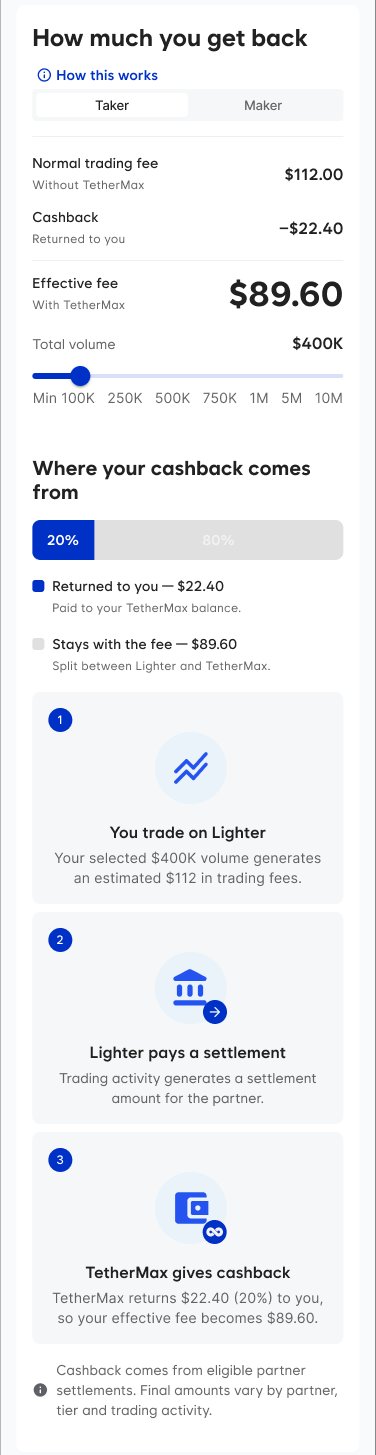 How much you get back
How this works
Taker
Maker
Normal trading fee
$112.00
Without TetherMax
Cashback
−$22.40
Returned to you
Effective fee
$89.60
With TetherMax
Total volume
$400K
Min 100K 250K 500K 750K 1M 5M 10M
Where your cashback comes
from
20%
80%
Returned to you — $22.40
Paid to your TetherMax balance.
Stays with the fee — $89.60
Split between Lighter and TetherMax.
1
You trade on Lighter
Your selected $400K volume generates
an estimated $112 in trading fees.
2
Lighter pays a settlement
Trading activity generates a settlement
amount for the partner.
3
TetherMax gives cashback
TetherMax returns $22.40 (20%) to you,
so your effective fee becomes $89.60.
Cashback comes from eligible partner
settlements. Final amounts vary by partner,
tier and trading activity.